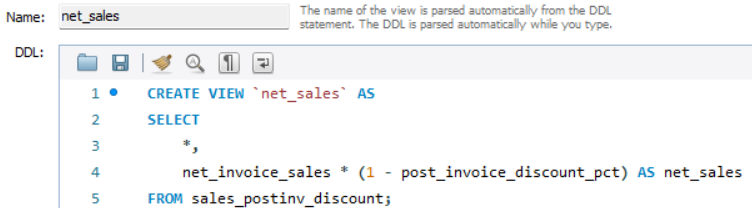 Name: net_sales The name of the view is parsed automatically from the DDL
statement. The DDL is parsed automatically while you type.
DDL:
1 CREATE VIEW `net_sales` AS
2 SELECT
3 *,
4 net_invoice_sales * (1 - post_invoice_discount_pct) AS net_sales
5 FROM sales_postinv_discount;